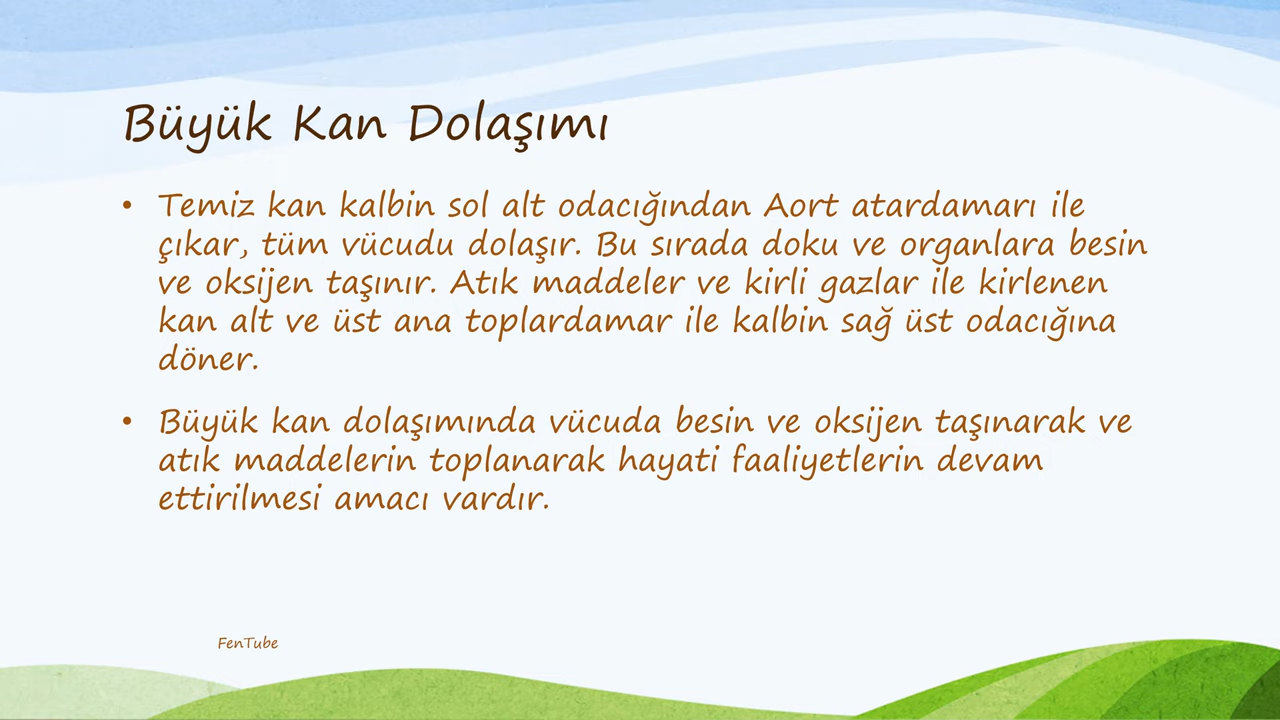 Büyük Kan Dolaşımı
• Temiz kan kalbin sol alt odacığından Aort atardamarı ile
çıkar, tüm vücudu dolaşır. Bu sırada doku ve organlara besin
ve oksijen taşınır. Atık maddeler ve kirli gazlar ile kirlenen
kan alt ve üst ana toplardamar ile kalbin sağ üst odacığına
döner.
• Büyük kan dolaşımında vücuda besin ve oksijen taşınarak ve
atık maddelerin toplanarak hayati faaliyetlerin devam
ettirilmesi amacı vardır.
FenTube